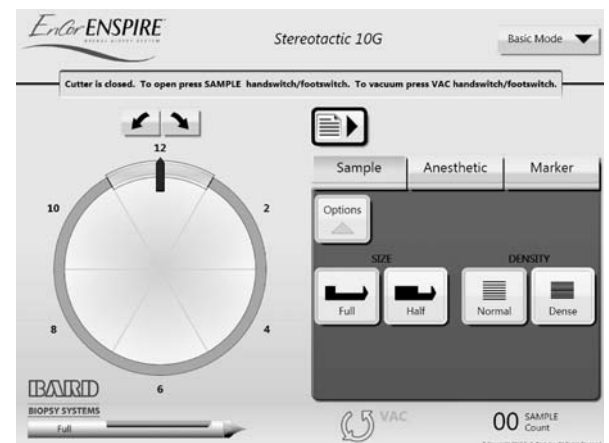 EnCor ENSPIRE
BREAST BIOPSY SYSTEM
Stereotactic 10G
Basic Mode
Cutter is closed. To open press SAMPLE handswitch/footswitch. To vacuum press VAC handswitch/footswitch.
12
10
2
8
4
6
Sample
Anesthetic
Marker
Options
SIZE
DENSITY
Full
Half
Normal
Dense
BARD
BIOPSY SYSTEMS
Full
VAC
00 SAMPLE
Count